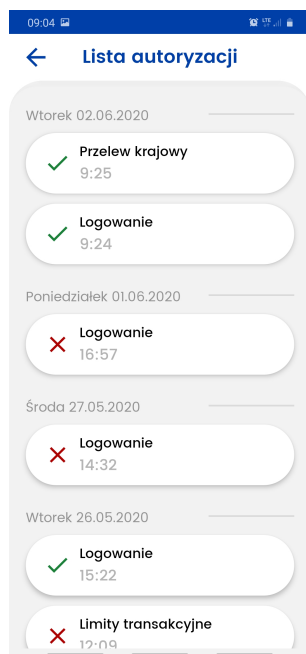 09:04
Lista autoryzacji
Wtorek 02.06.2020
Przelew krajowy
9:25
Logowanie
9:24
Poniedziałek 01.06.2020
Logowanie
16:57
Środa 27.05.2020
Logowanie
14:32
Wtorek 26.05.2020
Logowanie
15:22
Limity transakcyjne
12:09